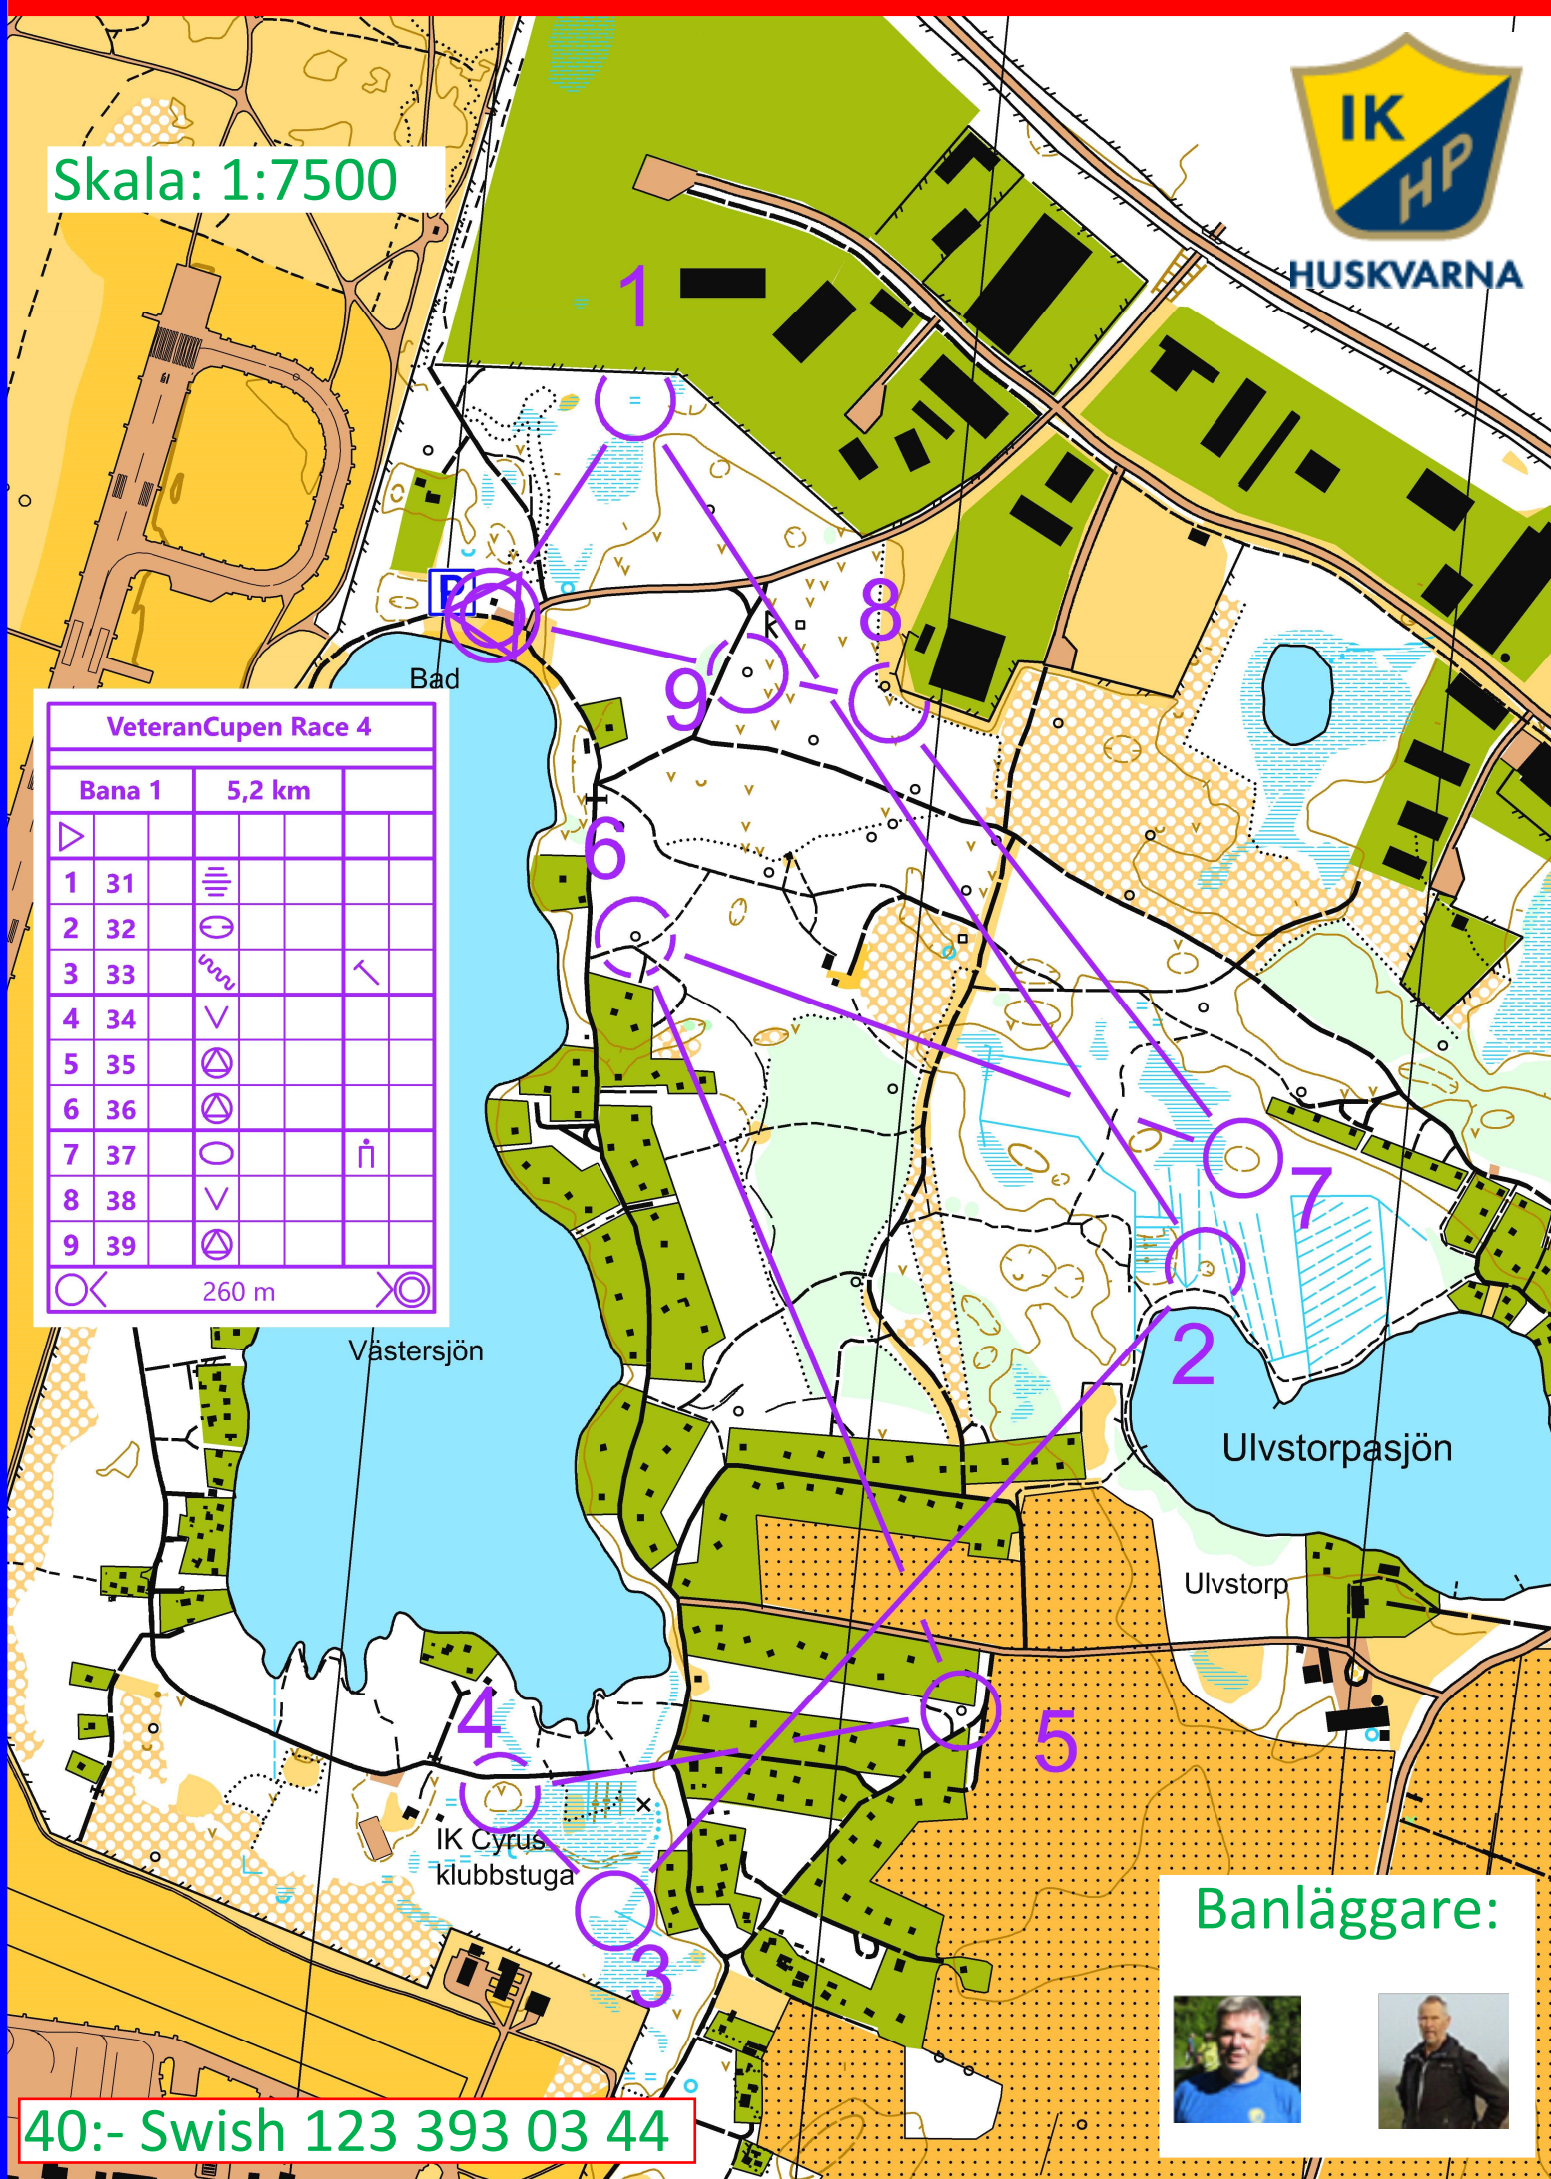 IK
HP
HUSKVARNA
Skala: 1:7500
1
P
8
Bad
9
VeteranCupen Race 4
Bana 1 5,2 km
1 31
2 32
3 33
4 34
5 35
6 36
7 37
8 38
9 39
260 m
6
7
2
Västersjön
Ulvstorpasjön
Ulvstorp
4
5
IK Cyrus
klubbstuga
3
Banläggare:
40:- Swish 123 393 03 44